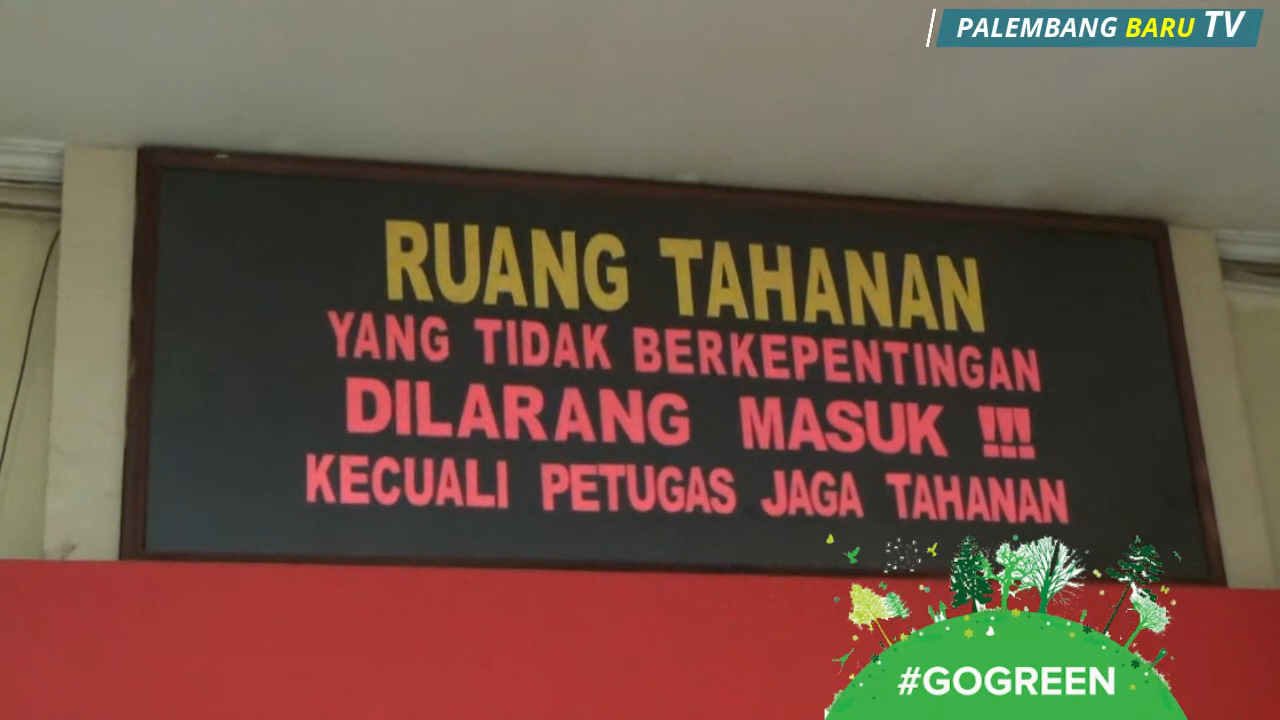 PALEMBANG BARU TV
RUANG TAHANAN
YANG TIDAK BERKEPENTINGAN
DILARANG MASUK !!!
KECUALI PETUGAS JAGA TAHANAN
#GOGREEN